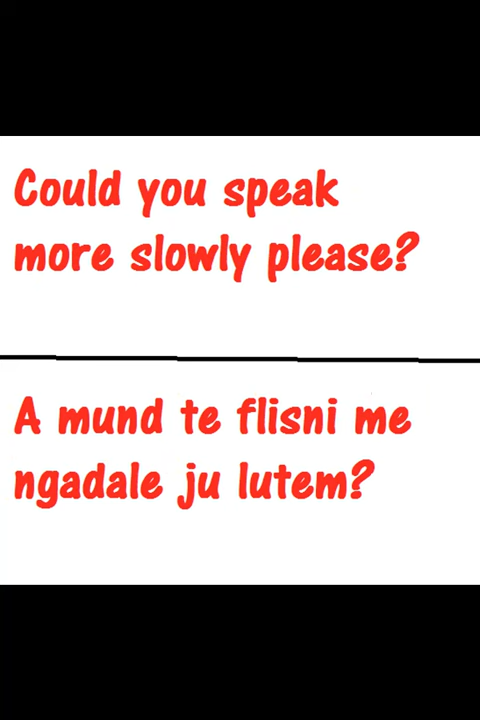 Could you speak
more slowly please?
A mund te flisni me
ngadale ju lutem?